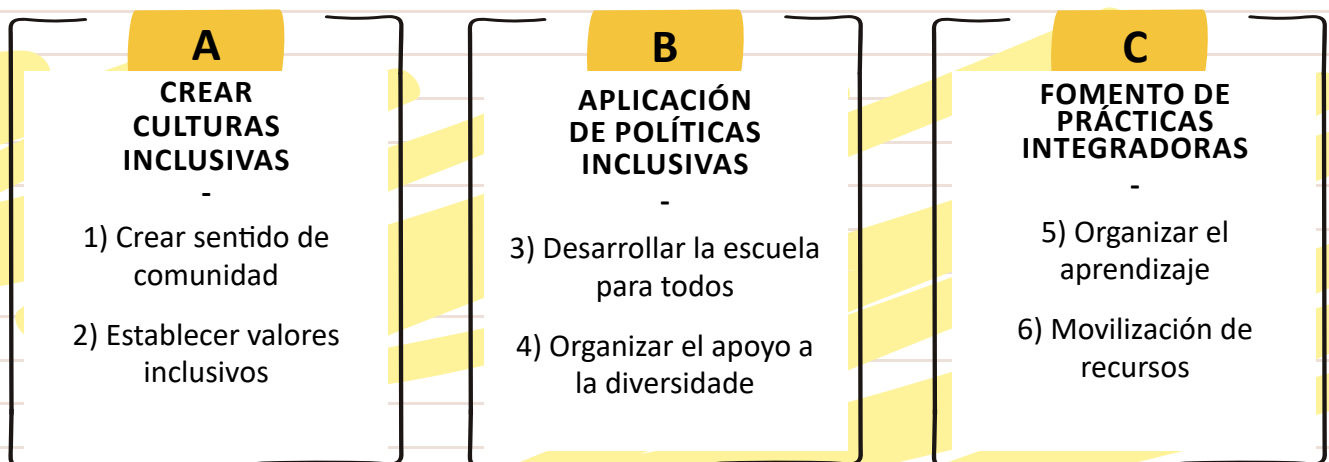 A
CREAR
CULTURAS
INCLUSIVAS
-
1) Crear sentido de
comunidad
2) Establecer valores
inclusivos
B
APLICACIÓN
DE POLÍTICAS
INCLUSIVAS
-
3) Desarrollar la escuela
para todos
4) Organizar el apoyo a
la diversidade
C
FOMENTO DE
PRÁCTICAS
INTEGRADORAS
-
5) Organizar el
aprendizaje
6) Movilización de
recursos